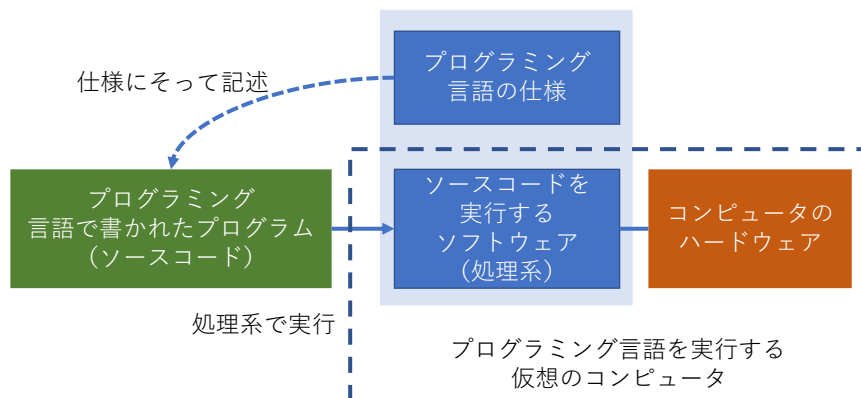 プログラミング
言語の仕様
仕様にそって記述
プログラミング
言語で書かれたプログラム
（ソースコード）
ソースコードを
実行する
ソフトウェア
（処理系）
コンピュータの
ハードウェア
処理系で実行
プログラミング言語を実行する
仮想のコンピュータ